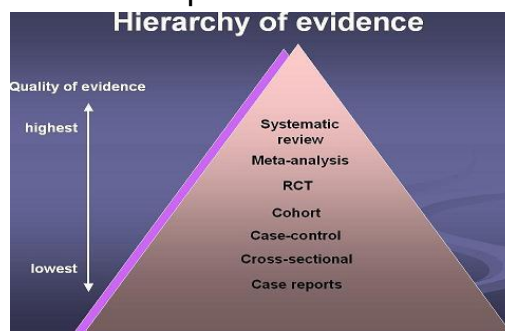 Hierarchy of evidence
Quality of evidence
highest
lowest
Systematic
review
Meta-analysis
RCT
Cohort
Case-control
Cross-sectional
Case reports